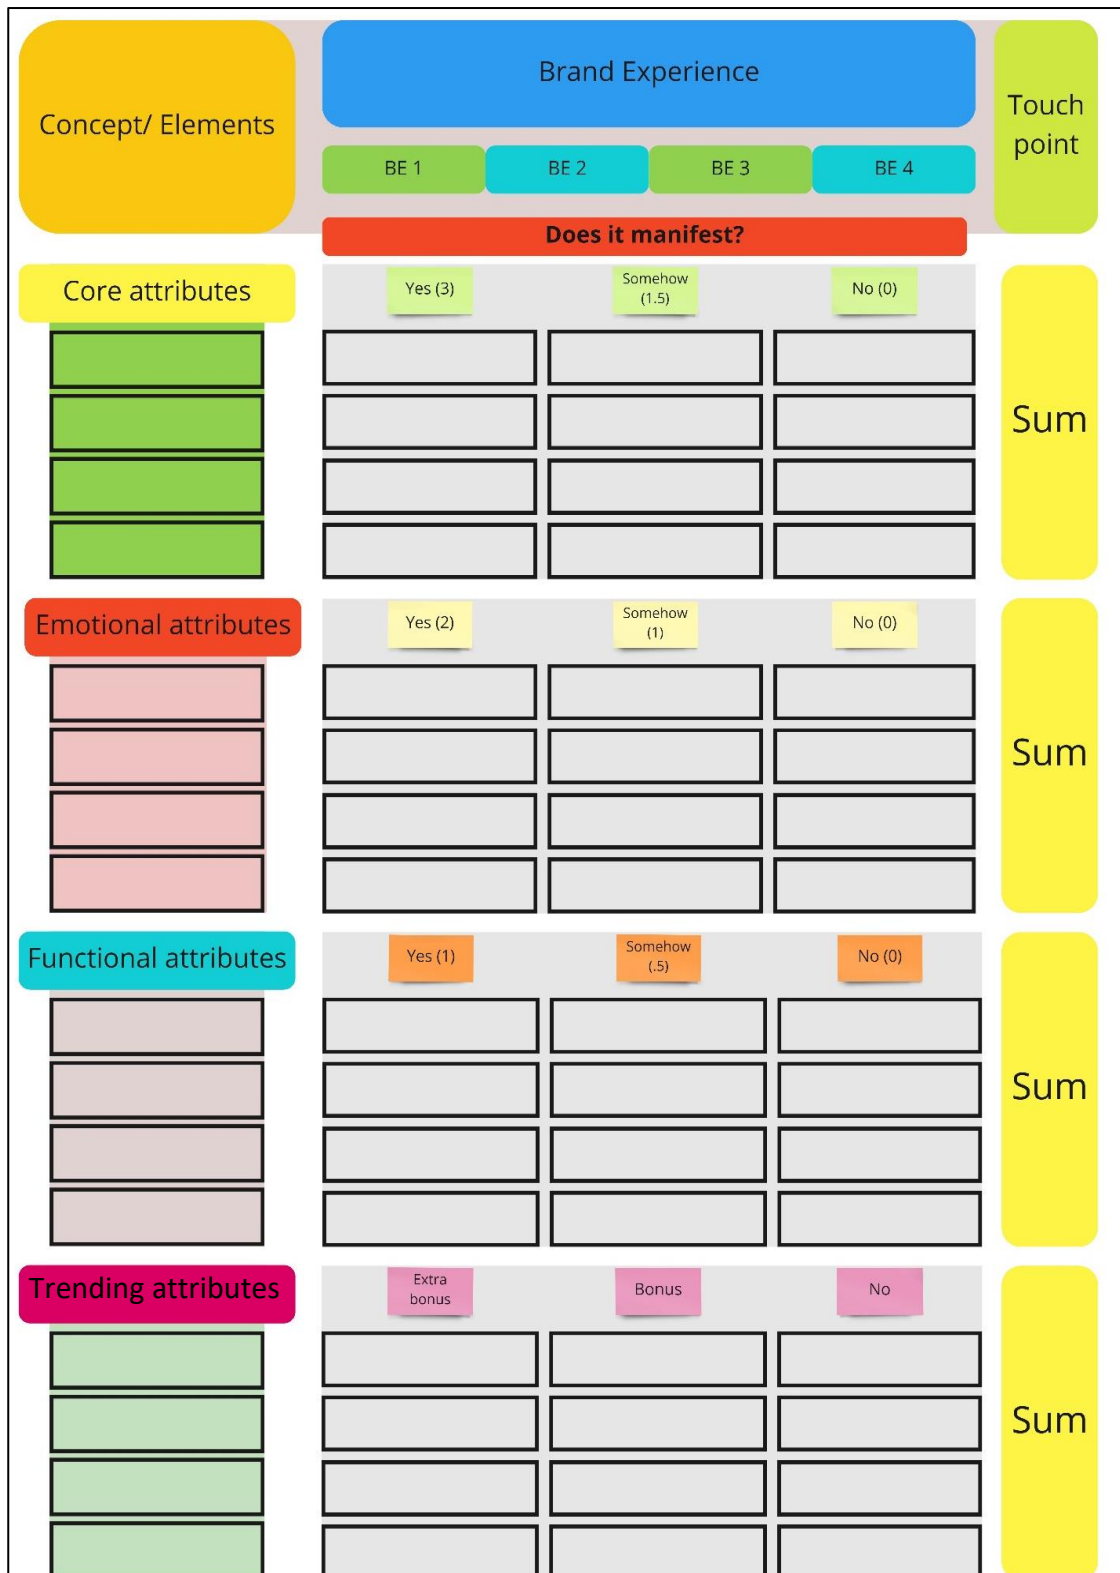 Concept/ Elements
Brand Experience
Touch
point
BE 1
BE 2
BE 3
BE 4
Does it manifest?
Core attributes
Yes (3)
Somehow
(1.5)
No (0)
Sum
Emotional attributes
Yes (2)
Somehow
(1)
No (0)
Sum
Functional attributes
Yes (1)
Somehow
(.5)
No (0)
Sum
Trending attributes
Extra
bonus
Bonus
No
Sum